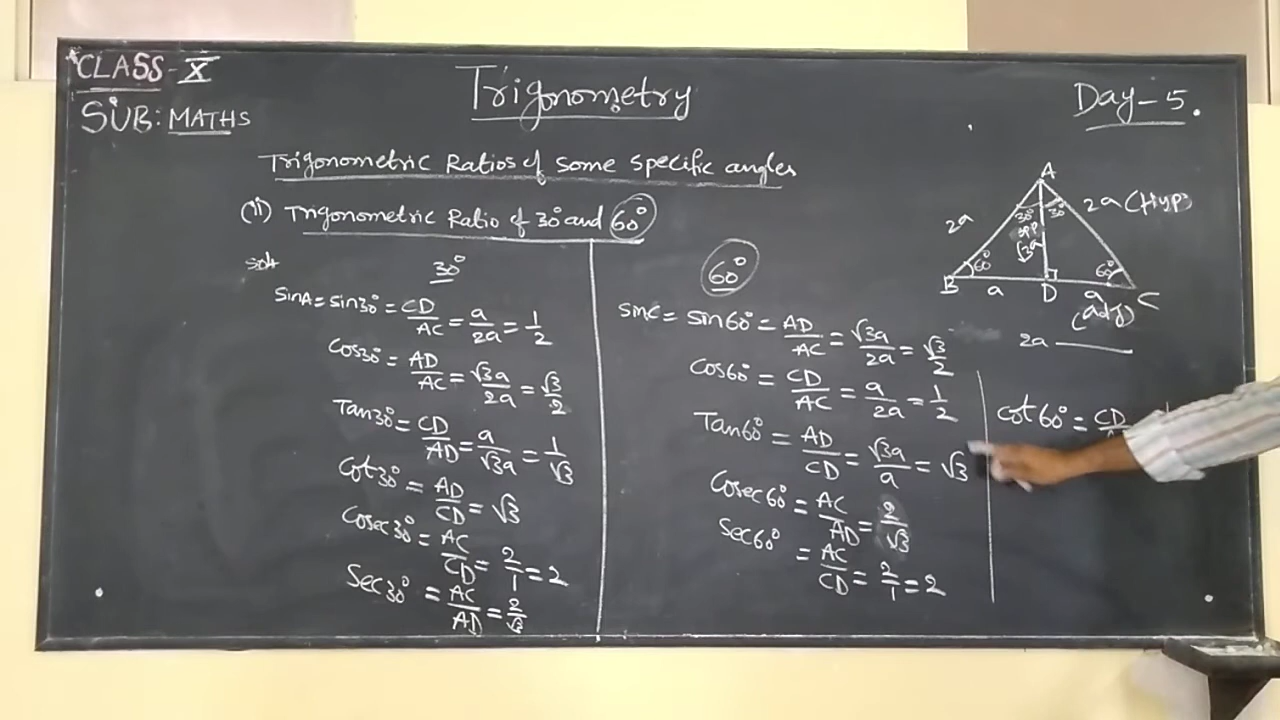 CLASS-X
SUB: MATHS
Trigonometry
Day-5.
Trigonometric Ratios of some specific angles
(ii) Trigonometric Ratio of 30° and 60°
soln
30°
SinA = sin30° = CD/AC = a/2a = 1/2
Cos30° = AD/AC = √3a/2a = √3/2
Tan30° = CD/AD = a/√3a = 1/√3
Cot30° = AD/CD = √3
Cosec30° = AC/CD = 2/1 = 2
Sec30° = AC/AD = 2/√3
60°
SinC = sin60° = AD/AC = √3a/2a = √3/2
Cos60° = CD/AC = a/2a = 1/2
Tan60° = AD/CD = √3a/a = √3
Cosec60° = AC/AD = 2/√3
Sec60° = AC/CD = 2/1 = 2
A
2a
2a (Hyp)
30° 30
opp
√3a
60°
60°
B
a
D
a
C
(adj)
2a
cot60° = CD